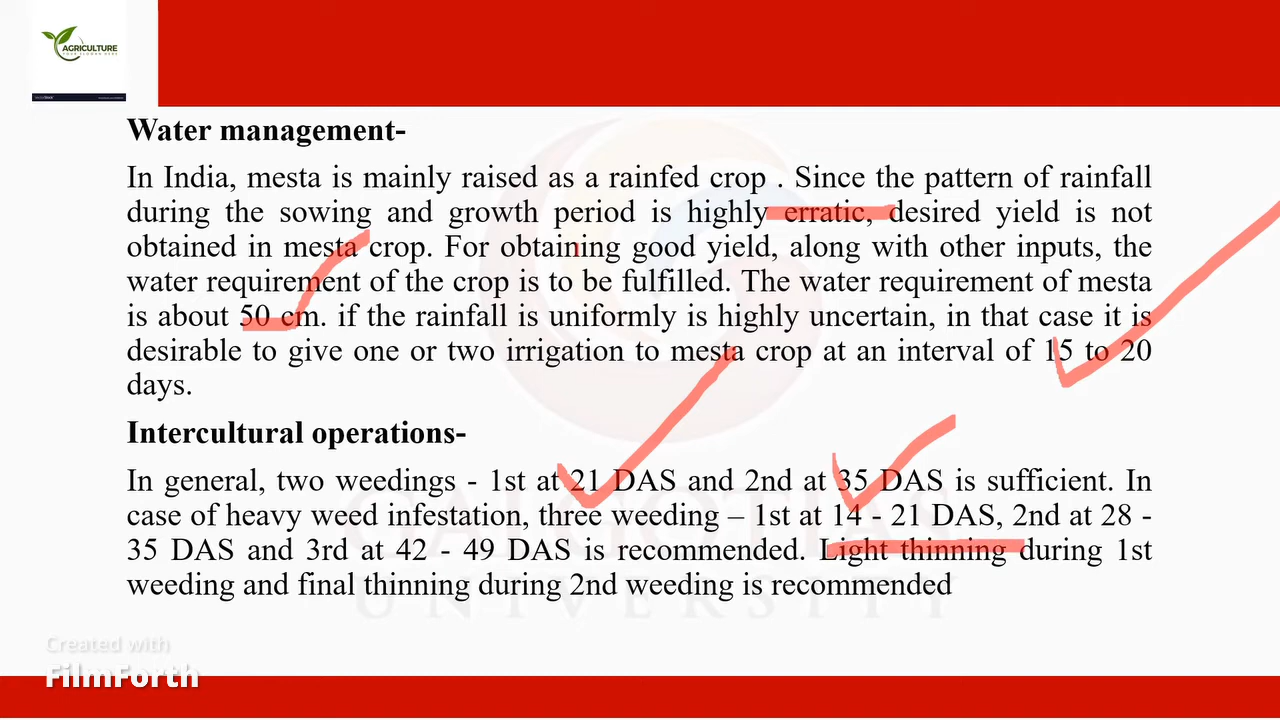 AGRICULTURE
Water management-
In India, mesta is mainly raised as a rainfed crop . Since the pattern of rainfall
during the sowing and growth period is highly erratic, desired yield is not
obtained in mesta crop. For obtaining good yield, along with other inputs, the
water requirement of the crop is to be fulfilled. The water requirement of mesta
is about 50 cm. if the rainfall is uniformly is highly uncertain, in that case it is
desirable to give one or two irrigation to mesta crop at an interval of 15 to 20
days.
Intercultural operations-
In general, two weedings - 1st at 21 DAS and 2nd at 35 DAS is sufficient. In
case of heavy weed infestation, three weeding – 1st at 14 - 21 DAS, 2nd at 28 -
35 DAS and 3rd at 42 - 49 DAS is recommended. Light thinning during 1st
weeding and final thinning during 2nd weeding is recommended
UNIVERSITY
Created with
FilmForth